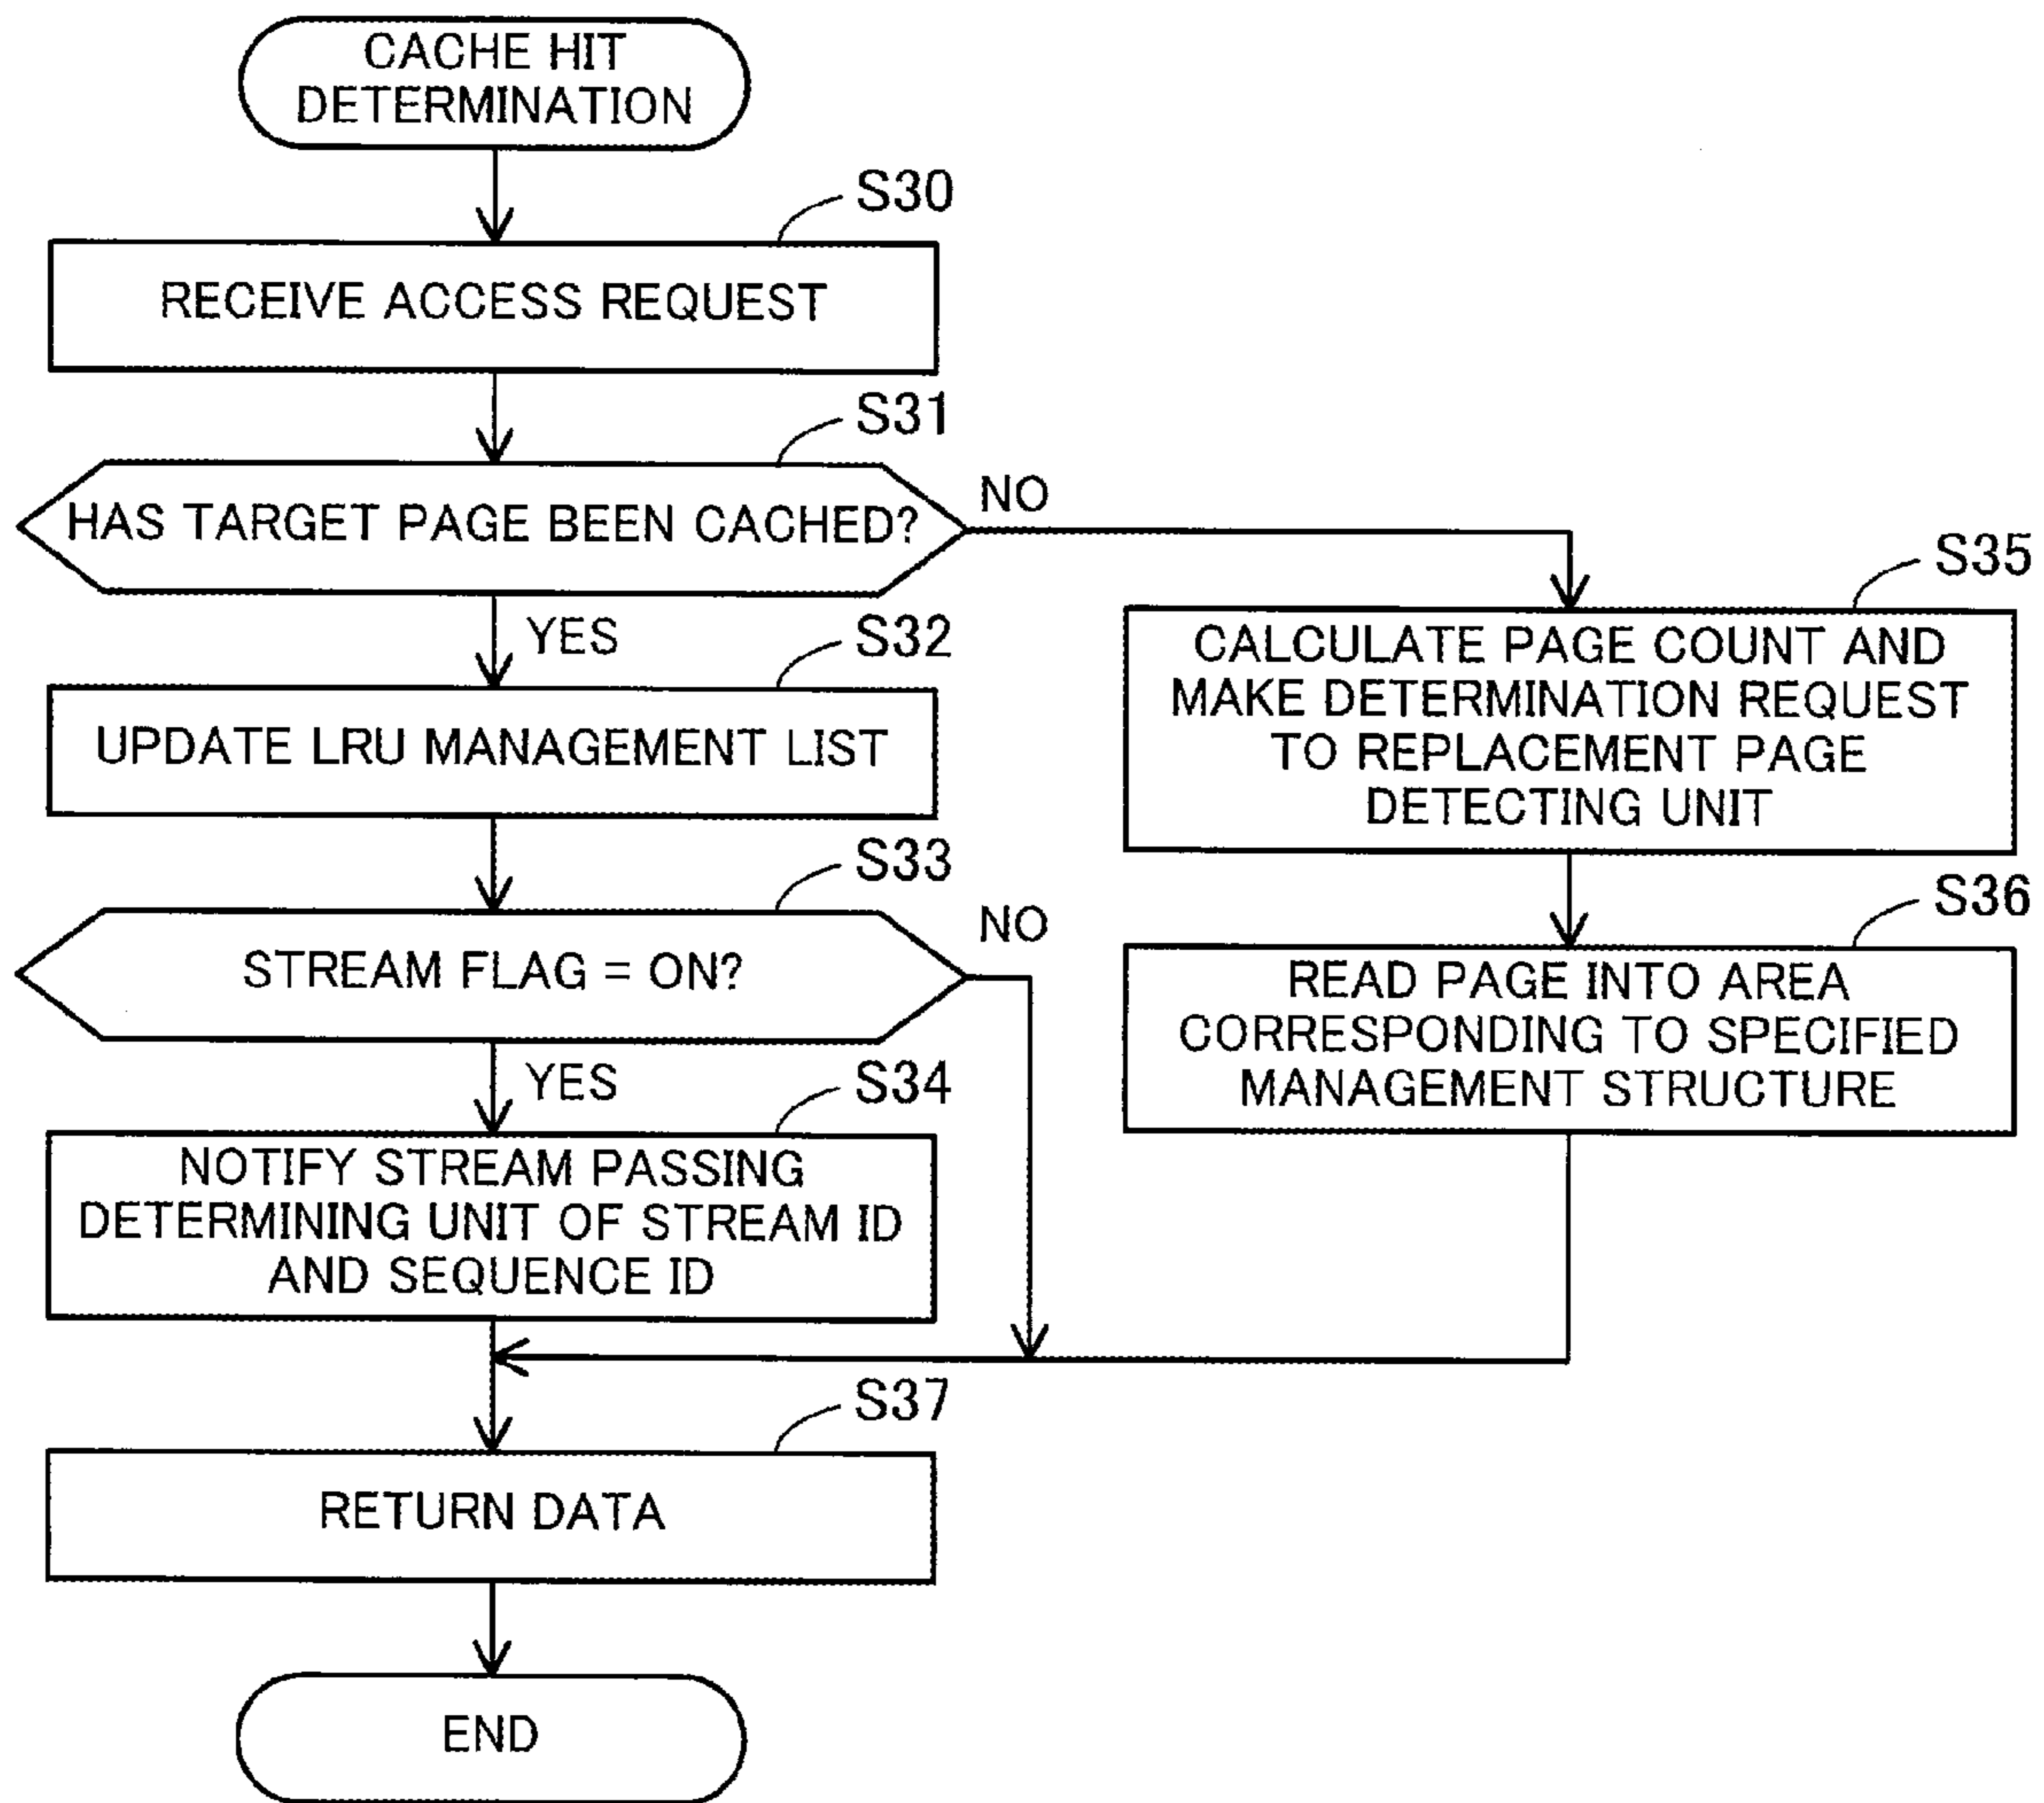 CACHE HIT
DETERMINATION
S30
RECEIVE ACCESS REQUEST
S31
HAS TARGET PAGE BEEN CACHED?
NO
YES
S32
UPDATE LRU MANAGEMENT LIST
S33
STREAM FLAG = ON?
NO
YES
S34
NOTIFY STREAM PASSING
DETERMINING UNIT OF STREAM ID
AND SEQUENCE ID
S35
CALCULATE PAGE COUNT AND
MAKE DETERMINATION REQUEST
TO REPLACEMENT PAGE
DETECTING UNIT
S36
READ PAGE INTO AREA
CORRESPONDING TO SPECIFIED
MANAGEMENT STRUCTURE
S37
RETURN DATA
END